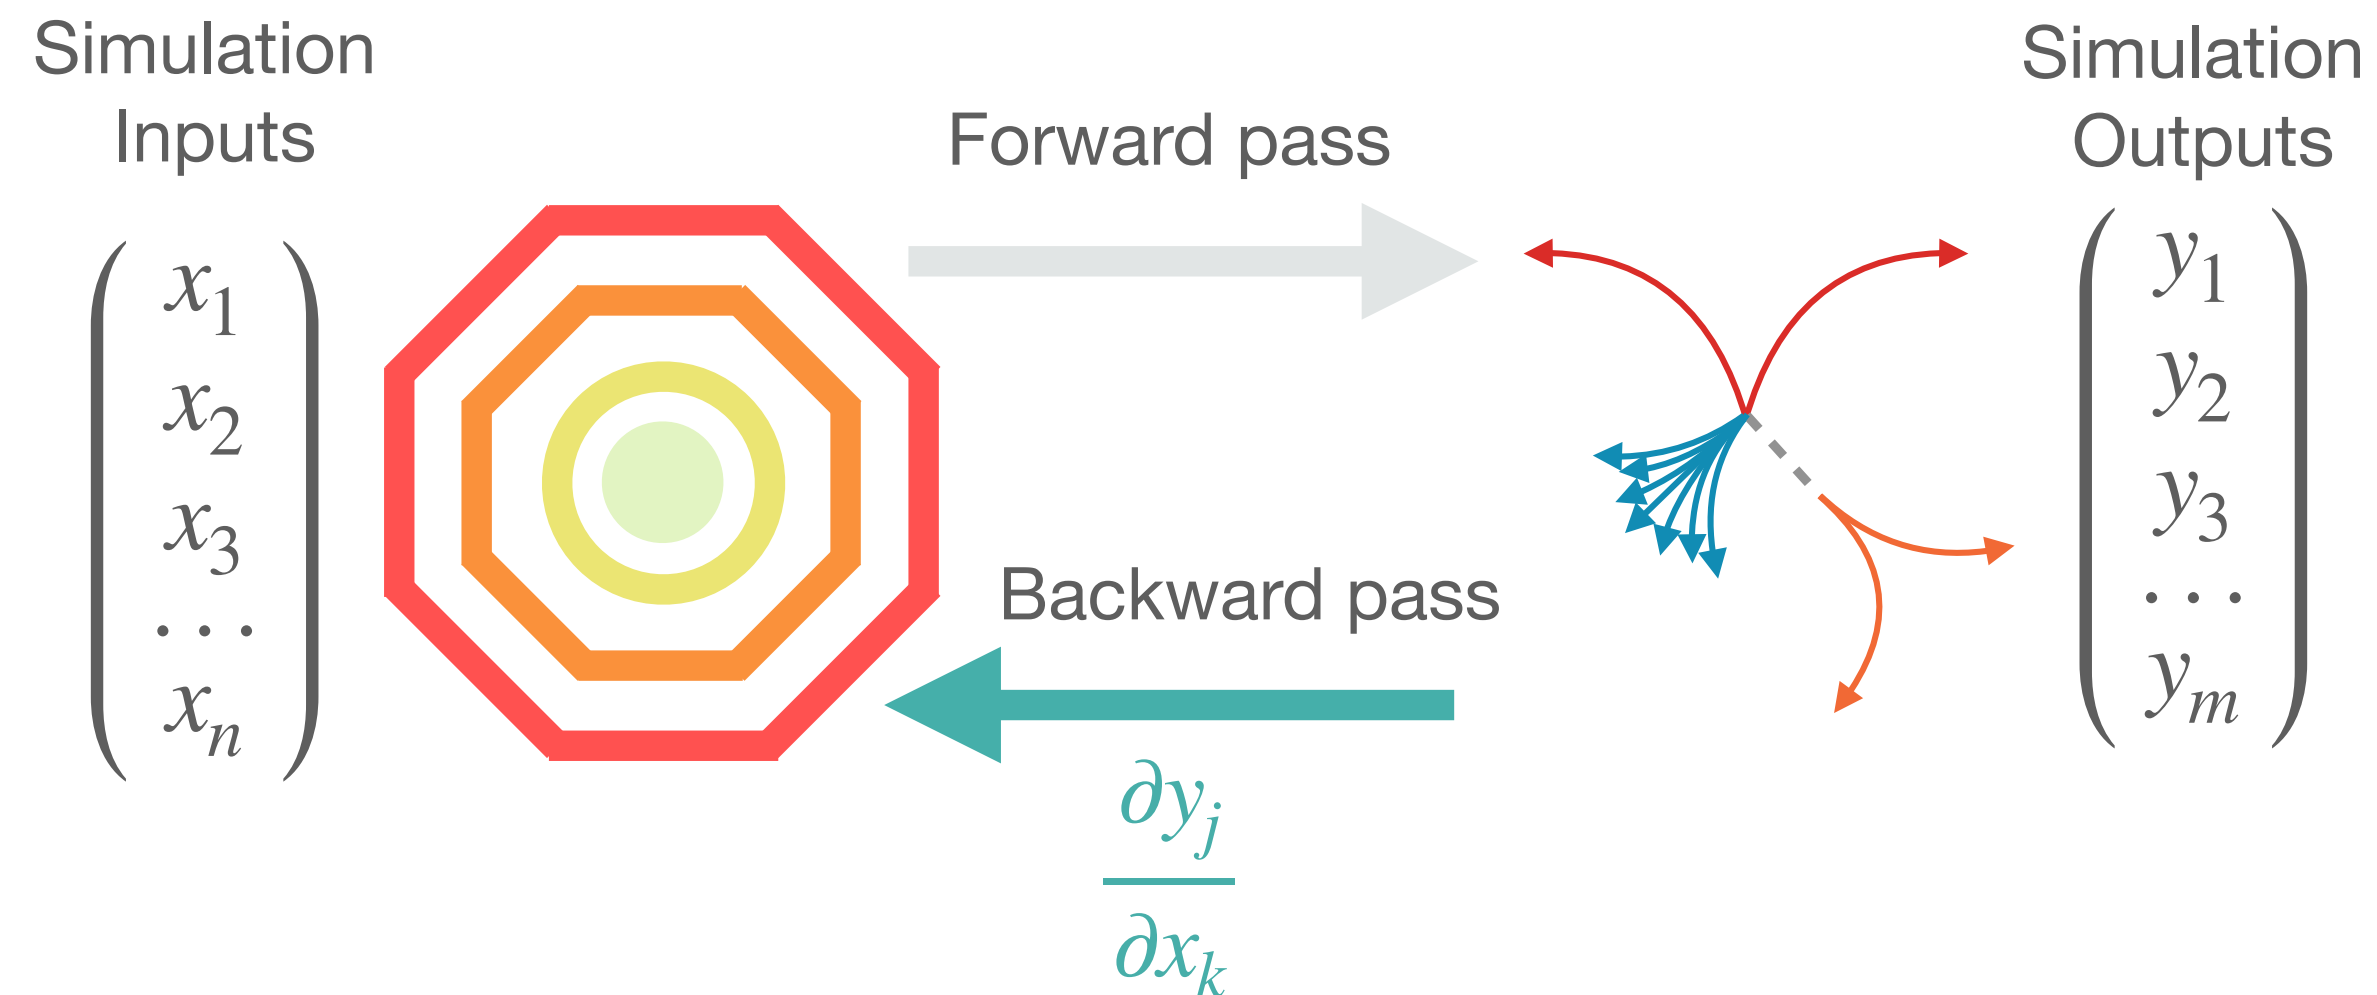 Simulation
Inputs
x₁
x₂
x₃
...
xₙ
Forward pass
Backward pass
∂yⱼ
∂xₖ
Simulation
Outputs
y₁
y₂
y₃
...
yₘ